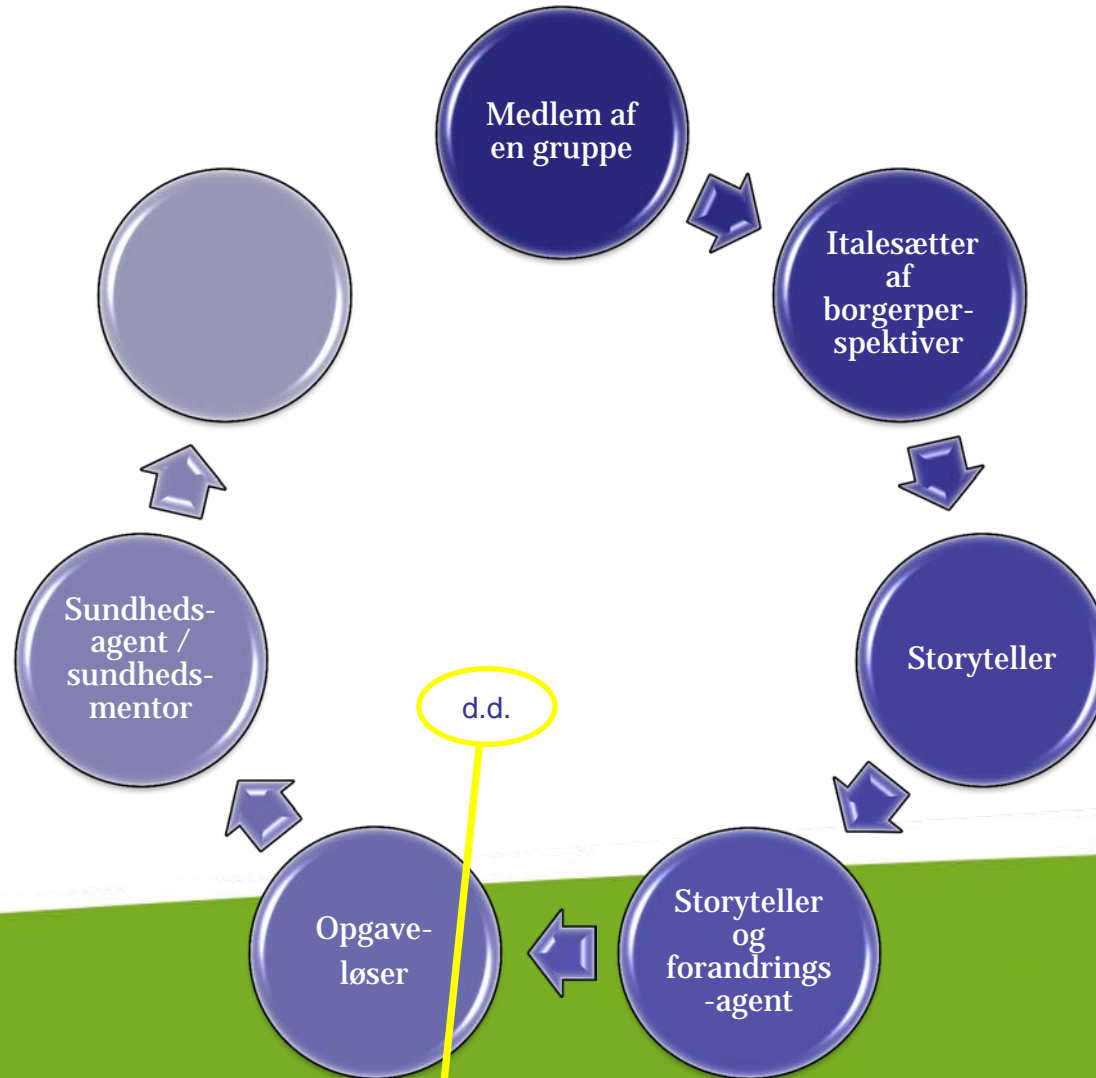 Medlem af
en gruppe
Italesætter
af
borgerper-
spektiver
Storyteller
Storyteller
og
forandrings
-agent
Opgave-
løser
Sundheds-
agent /
sundheds-
mentor
d.d.